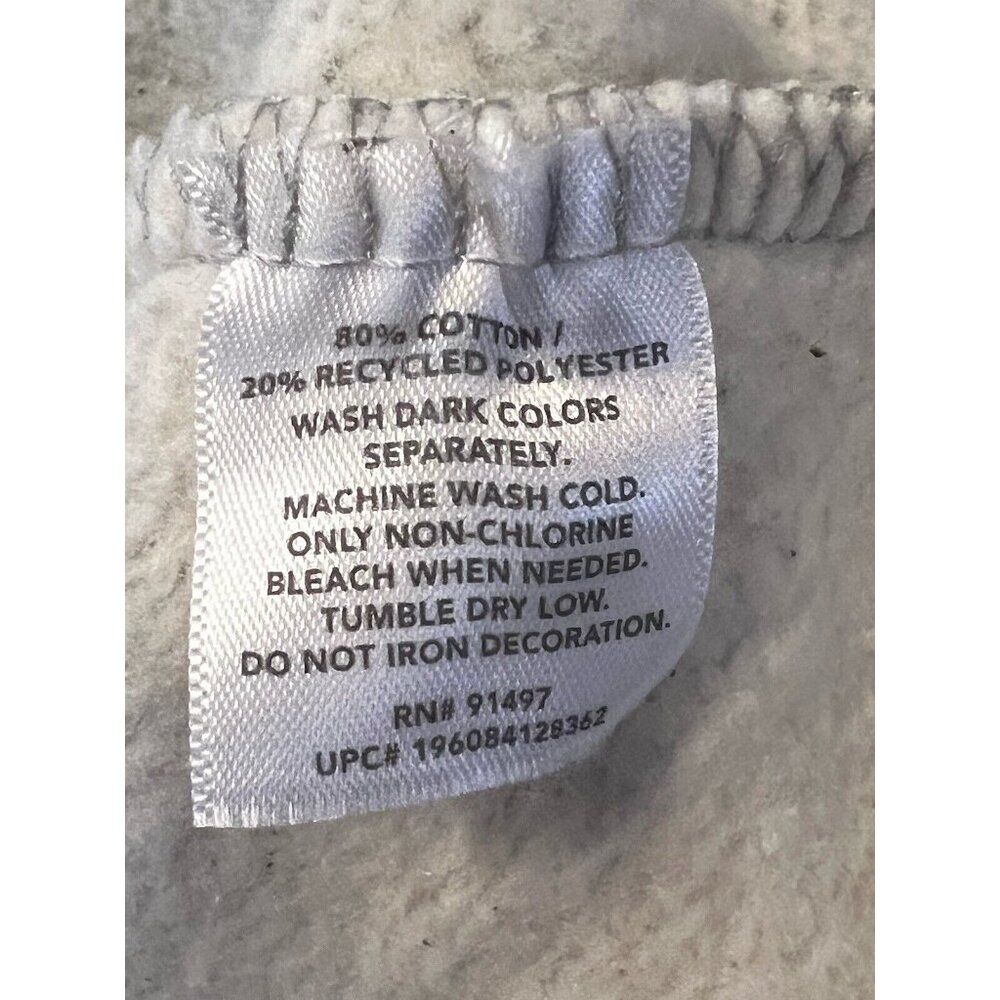 80% COTTON /
20% RECYCLED POLYESTER
WASH DARK COLORS
SEPARATELY.
MACHINE WASH COLD.
ONLY NON-CHLORINE
BLEACH WHEN NEEDED.
TUMBLE DRY LOW.
DO NOT IRON DECORATION.
RN# 91497
UPC# 196084128362